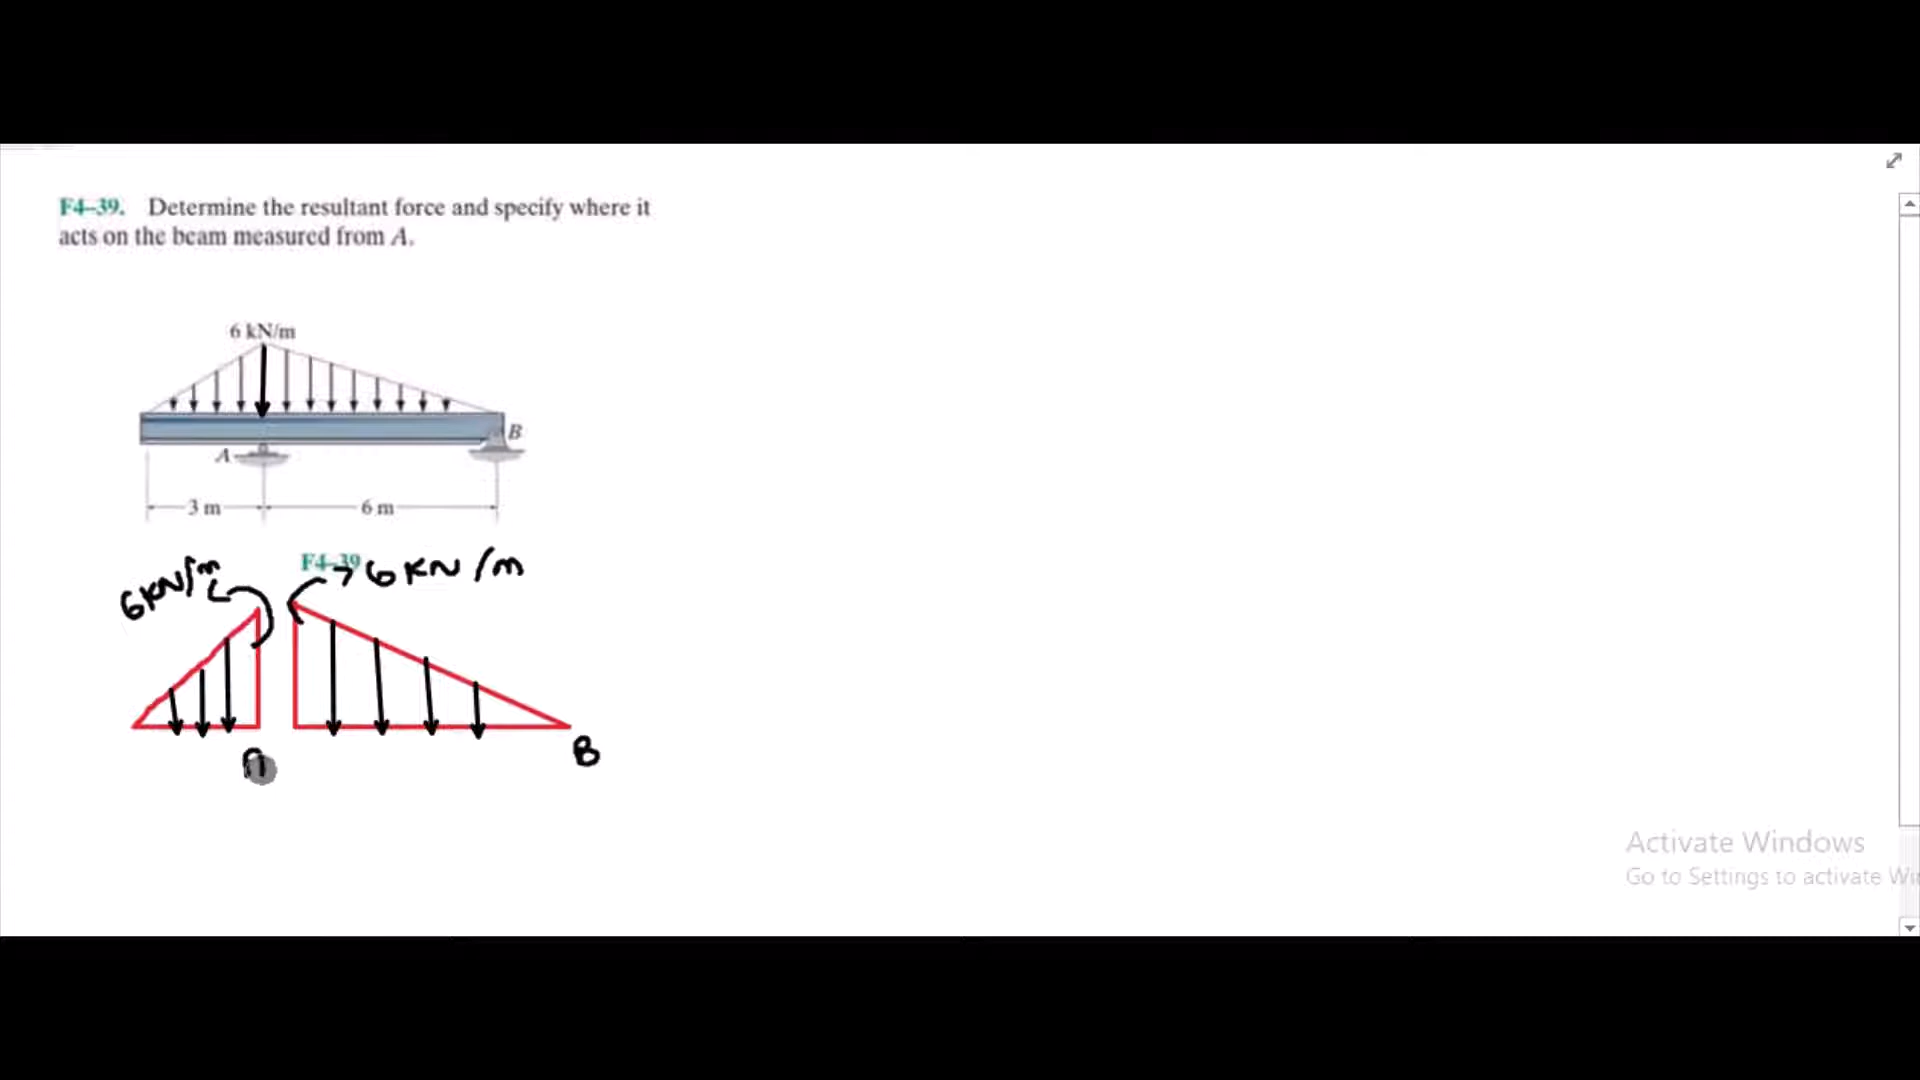 F4–39. Determine the resultant force and specify where it
acts on the beam measured from A.
6 kN/m
B
A
3 m
6 m
F4–39
6KN/m
6KN/m
A
B
Activate Windows
Go to Settings to activate Wi